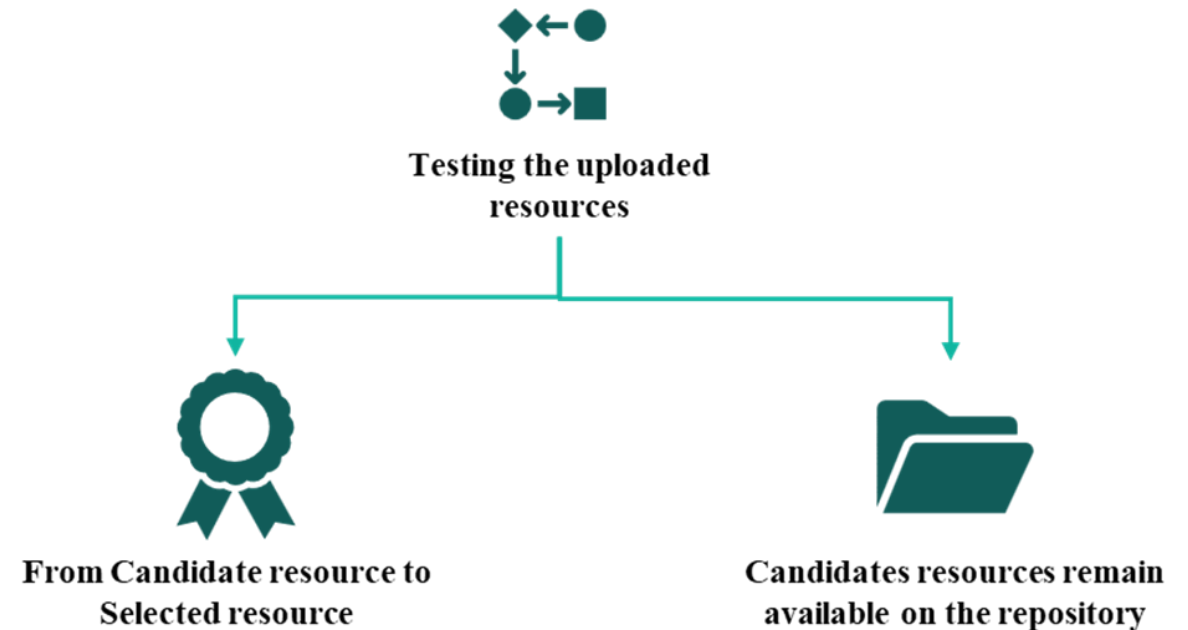 Testing the uploaded
resources
From Candidate resource to
Selected resource
Candidates resources remain
available on the repository